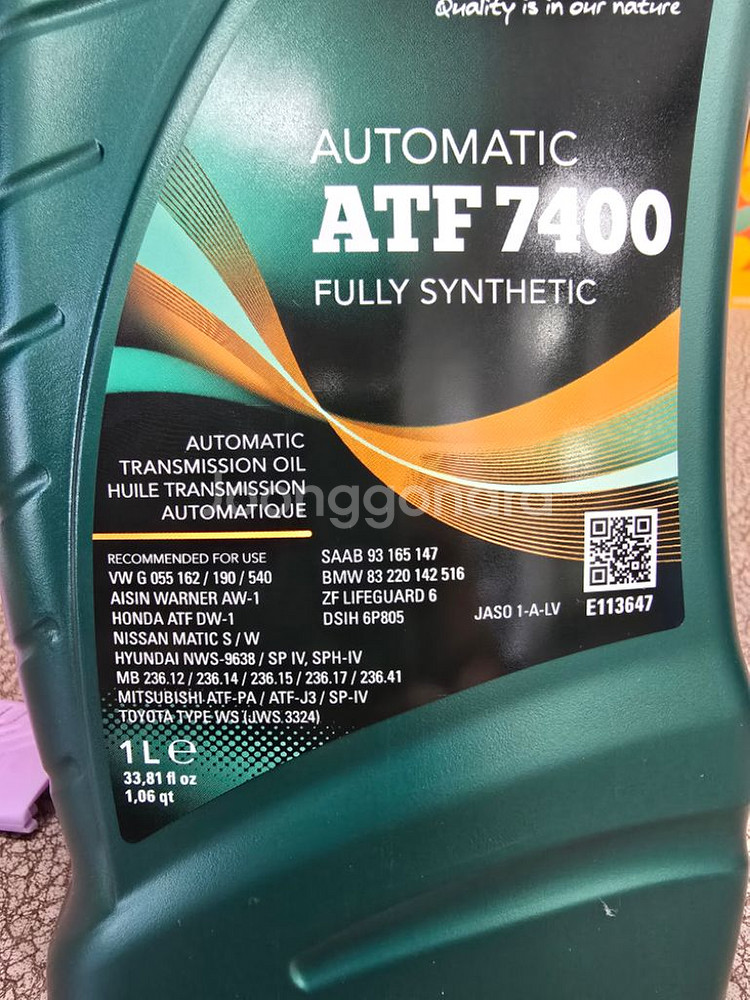 Quality is in our nature
AUTOMATIC
ATF 7400
FULLY SYNTHETIC
AUTOMATIC
TRANSMISSION OIL
HUILE TRANSMISSION
AUTOMATIQUE
joonggonara
RECOMMENDED FOR USE
VW G 055 162 / 190 / 540
AISIN WARNER AW-1
HONDA ATF DW-1
NISSAN MATIC S / W
HYUNDAI NWS-9638 / SP IV, SPH-IV
MB 236.12 / 236.14 / 236.15 / 236.17 / 236.41
MITSUBISHI ATF-PA / ATF-J3 / SP-IV
TOYOTA TYPE WS (JWS 3324)
SAAB 93 165 147
BMW 83 220 142 516
ZF LIFEGUARD 6
DSIH 6P805
JASO 1-A-LV
E113647
1 L e
33,81 fl oz
1,06 qt